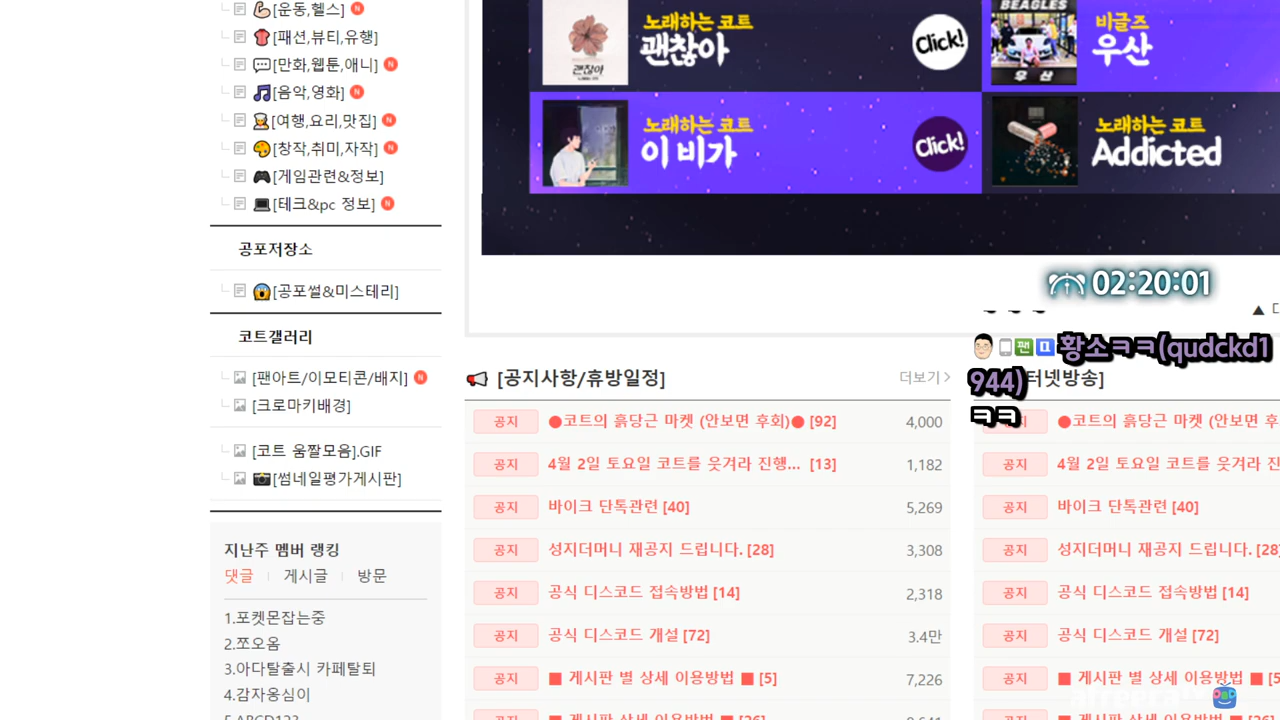 [운동,헬스] N
[패션,뷰티,유행]
[만화,웹툰,애니] N
[음악,영화] N
[여행,요리,맛집] N
[창작,취미,자작] N
[게임관련&정보]
[테크&pc 정보] N
공포저장소
[공포썰&미스테리]
코트갤러리
[팬아트/이모티콘/배지] N
[크로마키배경]
[코트 움짤모음].GIF
[썸네일평가게시판]
지난주 멤버 랭킹
댓글 게시글 방문
1.포켓몬잡는중
2.쪼오옴
3.아다탈출시 카페탈퇴
4.감자옹심이
5.ABCD123
노래하는 코트
괜찮아
Click!
괜찮아
BEAGLES
우 산
비글즈
우산
노래하는 코트
이 비가
Click!
노래하는 코트
Addicted
02:20:01
팬 황소ㅋㅋ(qudckd1
944)
ㅋㅋ
[공지사항/휴방일정]
더보기
공지 ●코트의 흙당근 마켓 (안보면 후회)● [92] 4,000
공지 4월 2일 토요일 코트를 웃겨라 진행... [13] 1,182
공지 바이크 단톡관련 [40] 5,269
공지 성지더머니 재공지 드립니다. [28] 3,308
공지 공식 디스코드 접속방법 [14] 2,318
공지 공식 디스코드 개설 [72] 3.4만
공지 ■ 게시판 별 상세 이용방법 ■ [5] 7,226
터넷방송]
공지 ●코트의 흙당근 마켓 (안보면 후
공지 4월 2일 토요일 코트를 웃겨라 진
공지 바이크 단톡관련 [40]
공지 성지더머니 재공지 드립니다. [28]
공지 공식 디스코드 접속방법 [14]
공지 공식 디스코드 개설 [72]
공지 ■ 게시판 별 상세 이용방법 ■ [5
afreecaTV